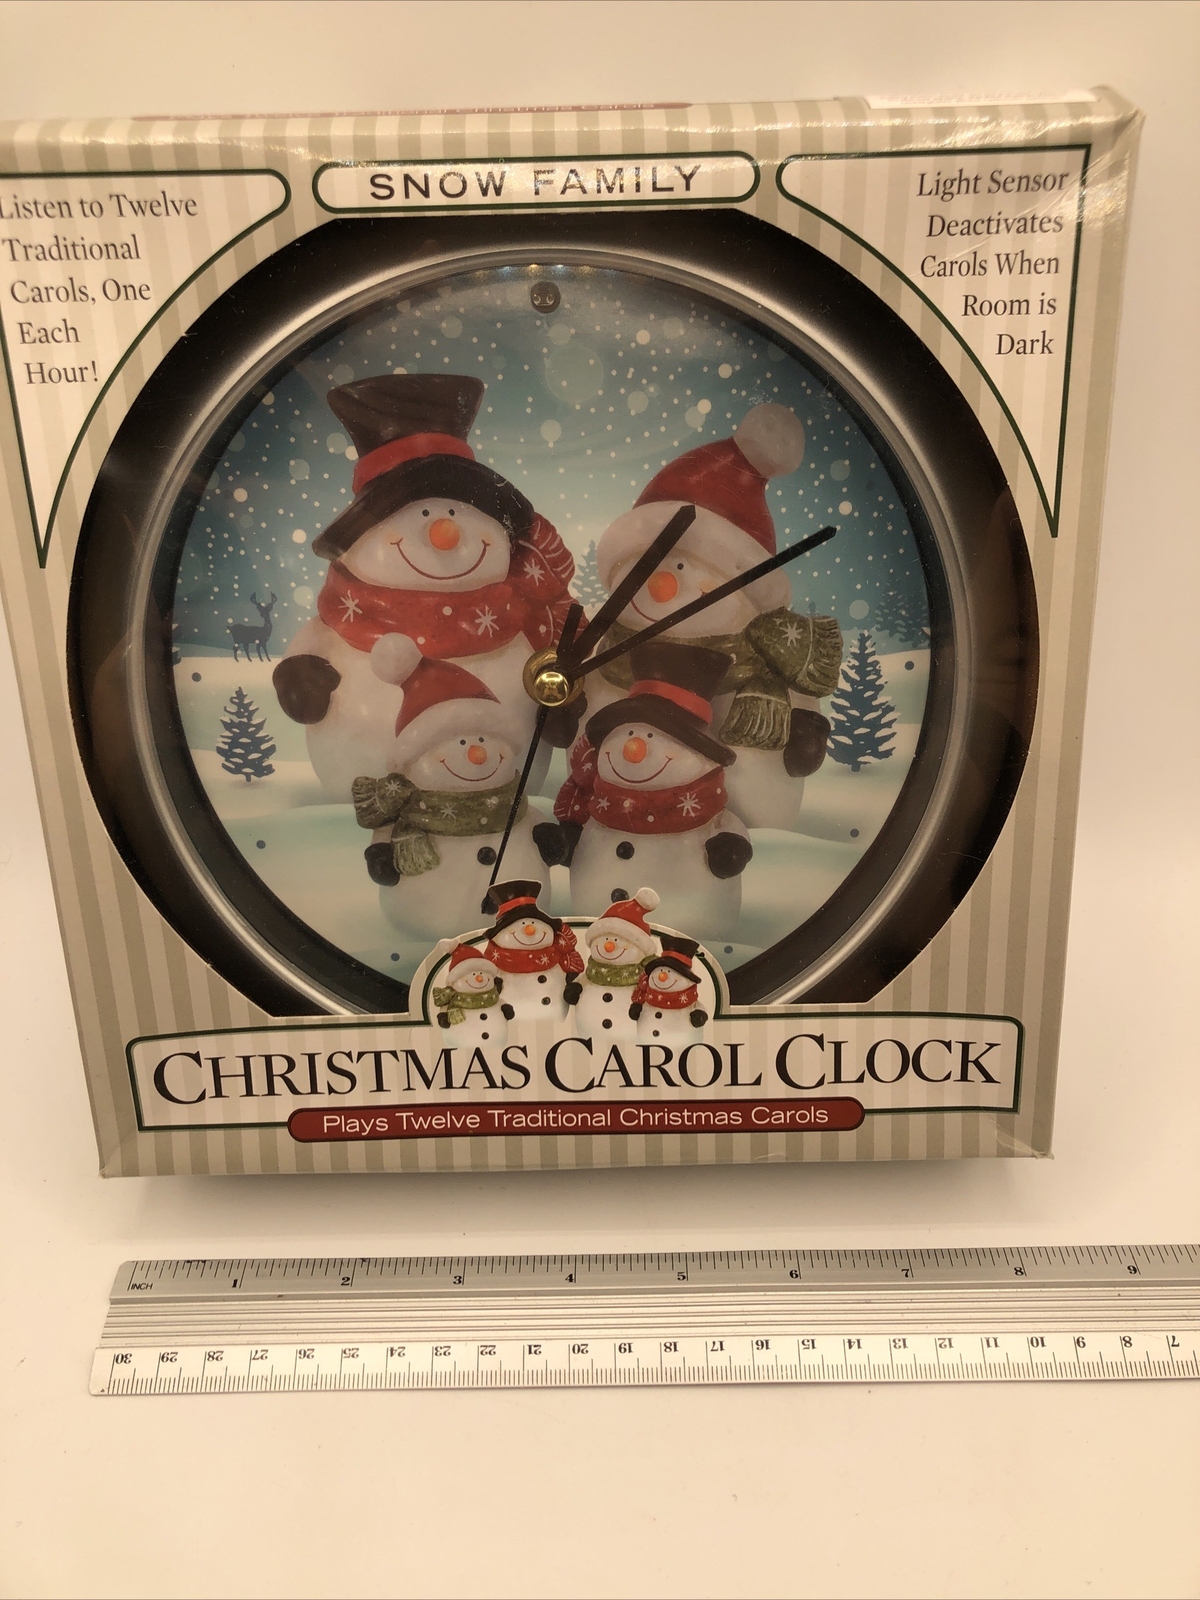 SNOW FAMILY
Listen to Twelve
Traditional
Carols, One
Each
Hour!
Light Sensor
Deactivates
Carols When
Room is
Dark
CHRISTMAS CAROL CLOCK
Plays Twelve Traditional Christmas Carols
INCH 1 2 3 4 5 6 7 8 9
30 29 28 27 26 25 24 23 22 21 20 19 18 17 16 15 14 13 12 11 10 9 8 7